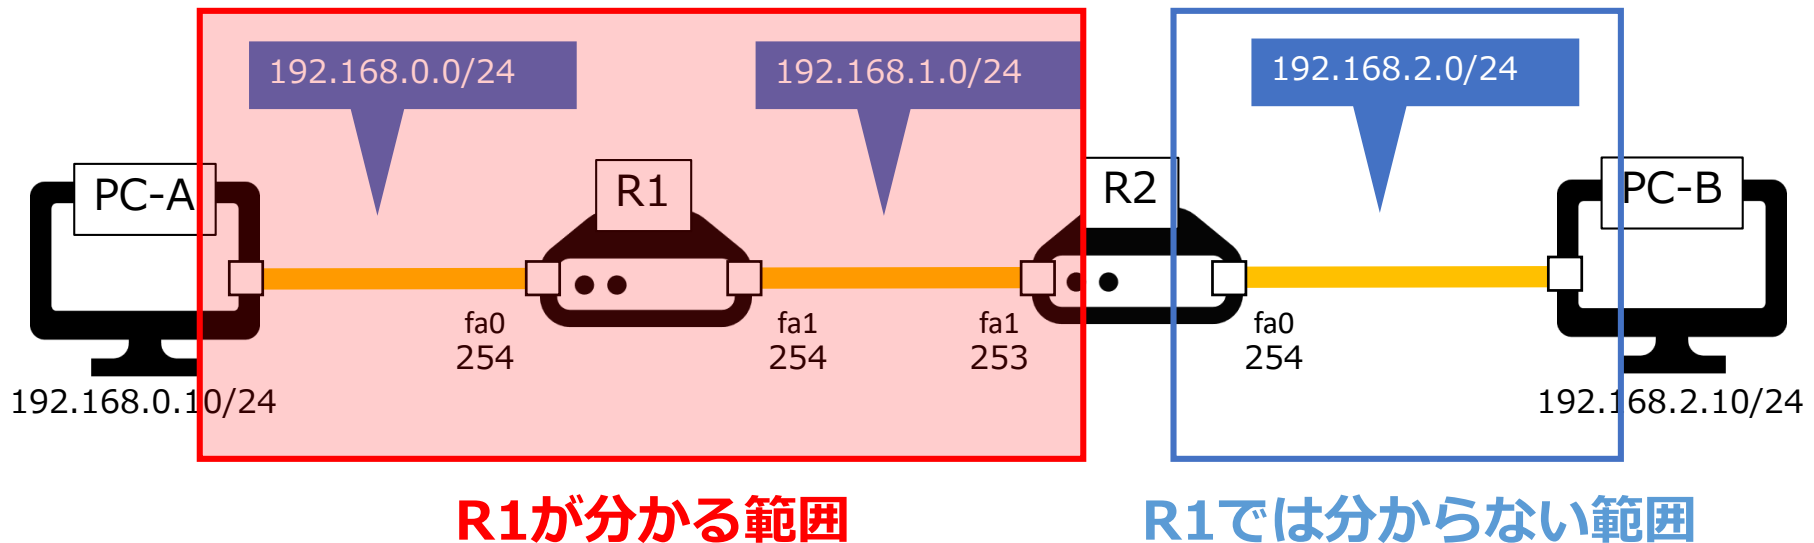 192.168.0.0/24
192.168.1.0/24
192.168.2.0/24
PC-A
R1
R2
PC-B
fa0
254
fa1
254
fa1
253
fa0
254
192.168.0.10/24
192.168.2.10/24
R1が分かる範囲
R1では分からない範囲